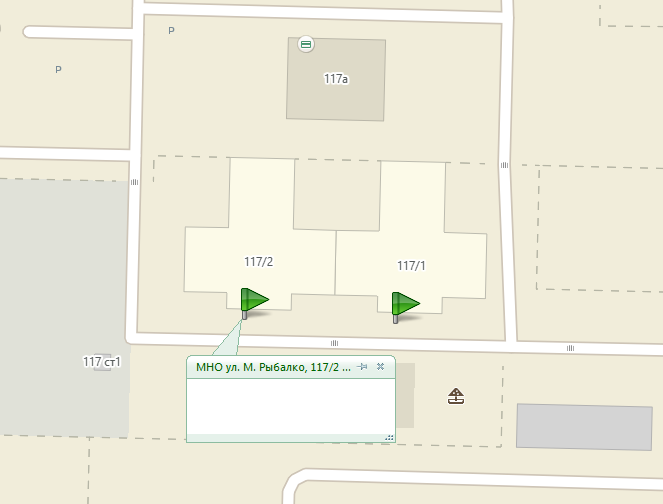 P
P
117а
117/2
117/1
117 ст1
МНО ул. М. Рыбалко, 117/2 ...